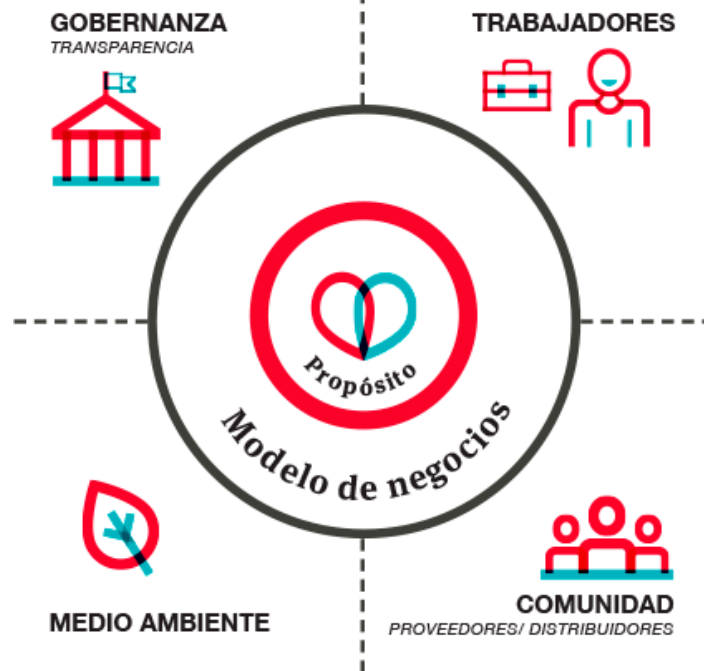 GOBERNANZA
TRANSPARENCIA
TRABAJADORES
Propósito
Modelo de negocios
MEDIO AMBIENTE
COMUNIDAD
PROVEEDORES/ DISTRIBUIDORES